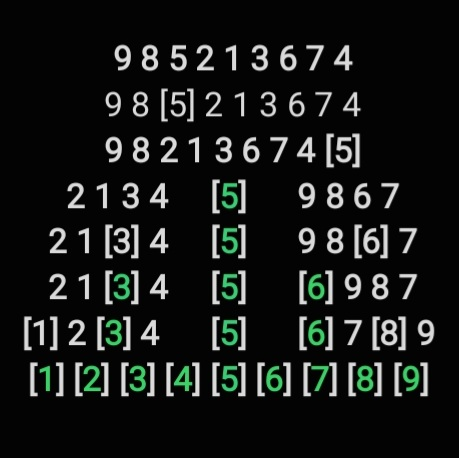 9 8 5 2 1 3 6 7 4
9 8 [5] 2 1 3 6 7 4
9 8 2 1 3 6 7 4 [5]
2 1 3 4 [5] 9 8 6 7
2 1 [3] 4 [5] 9 8 [6] 7
2 1 [3] 4 [5] [6] 9 8 7
[1] 2 [3] 4 [5] [6] 7 [8] 9
[1] [2] [3] [4] [5] [6] [7] [8] [9]